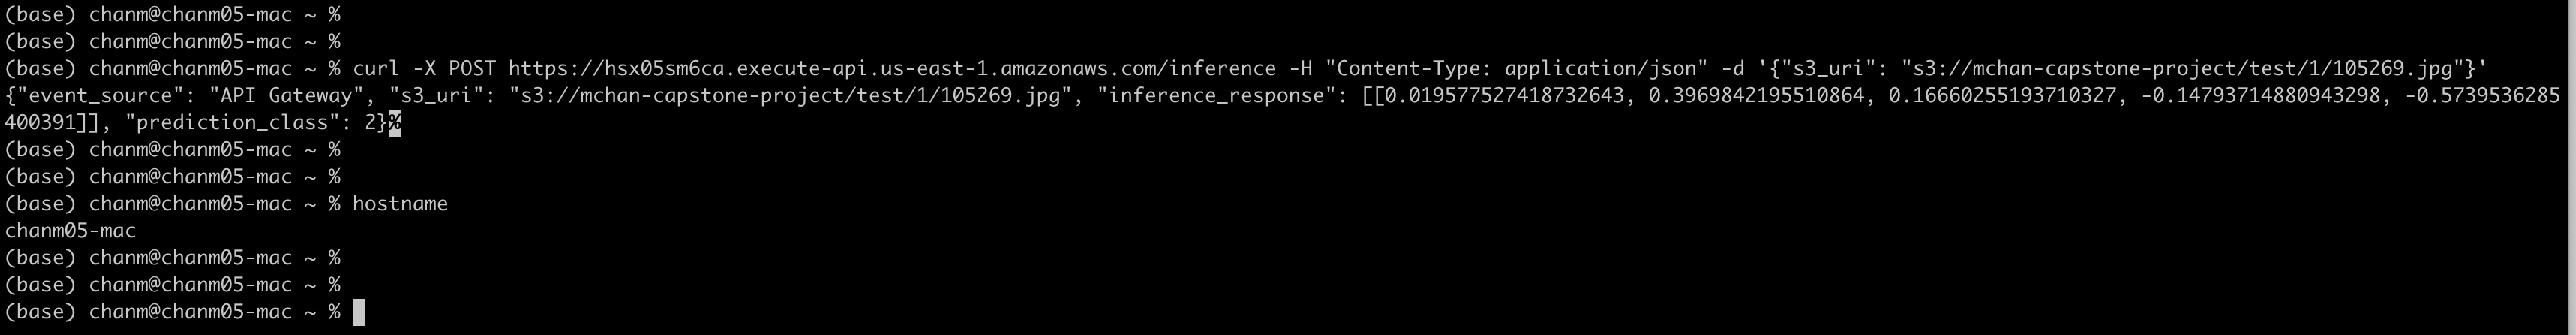 (base) chanm@chanm05-mac ~ %
(base) chanm@chanm05-mac ~ %
(base) chanm@chanm05-mac ~ % curl -X POST https://hsx05sm6ca.execute-api.us-east-1.amazonaws.com/inference -H "Content-Type: application/json" -d '{"s3_uri": "s3://mchan-capstone-project/test/1/105269.jpg"}'
{"event_source": "API Gateway", "s3_uri": "s3://mchan-capstone-project/test/1/105269.jpg", "inference_response": [[0.019577527418732643, 0.3969842195510864, 0.16660255193710327, -0.14793714880943298, -0.5739536285
400391]], "prediction_class": 2}%
(base) chanm@chanm05-mac ~ %
(base) chanm@chanm05-mac ~ %
(base) chanm@chanm05-mac ~ % hostname
chanm05-mac
(base) chanm@chanm05-mac ~ %
(base) chanm@chanm05-mac ~ %
(base) chanm@chanm05-mac ~ %